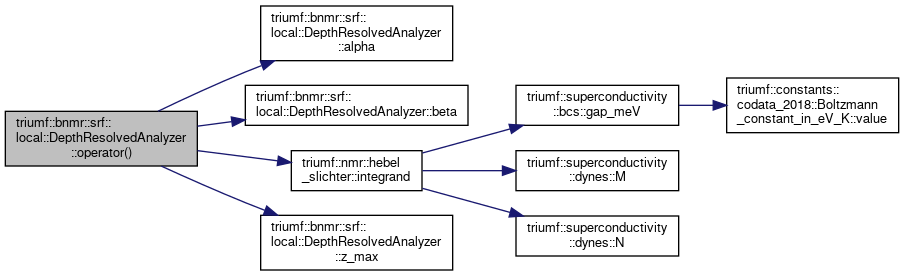 triumf::bnmr::srf::
local::DepthResolvedAnalyzer
::operator()
triumf::bnmr::srf::
local::DepthResolvedAnalyzer
::alpha
triumf::bnmr::srf::
local::DepthResolvedAnalyzer::beta
triumf::nmr::hebel
_slichter::integrand
triumf::bnmr::srf::
local::DepthResolvedAnalyzer
::z_max
triumf::superconductivity
::bcs::gap_meV
triumf::superconductivity
::dynes::M
triumf::superconductivity
::dynes::N
triumf::constants::
codata_2018::Boltzmann
_constant_in_eV_K::value